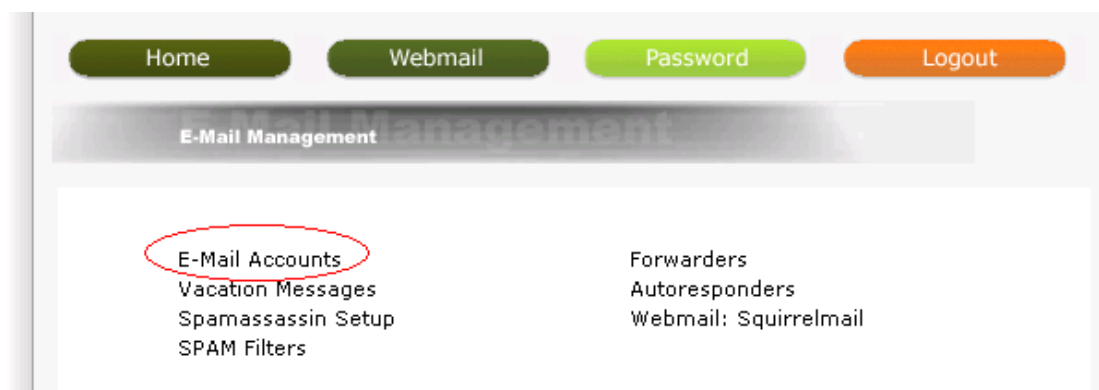 Home Webmail Password Logout
E-Mail Management
E-Mail Management
E-Mail Accounts
Vacation Messages
Spamassassin Setup
SPAM Filters
Forwarders
Autoresponders
Webmail: Squirrelmail